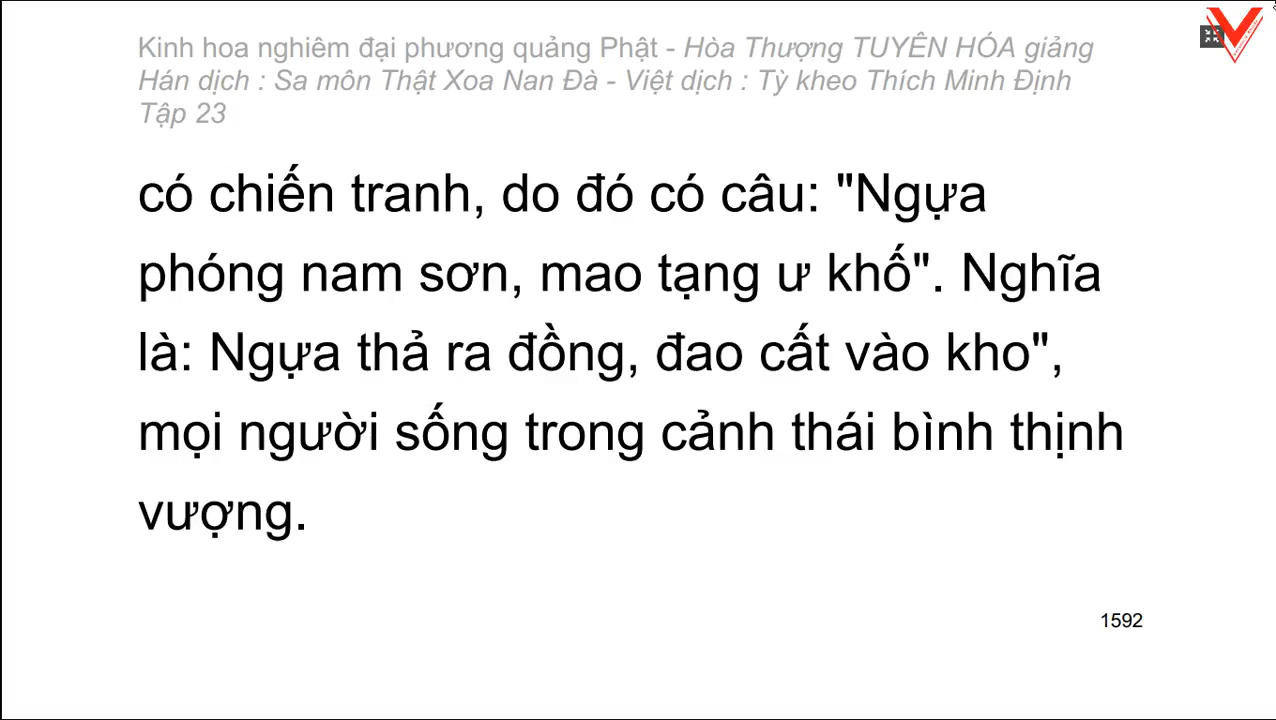 Kinh hoa nghiêm đại phương quảng Phật - Hòa Thượng TUYÊN HÓA giảng
Hán dịch : Sa môn Thật Xoa Nan Đà - Việt dịch : Tỳ kheo Thích Minh Định
Tập 23
có chiến tranh, do đó có câu: "Ngựa
phóng nam sơn, mao tạng ư khố". Nghĩa
là: Ngựa thả ra đồng, đao cất vào kho",
mọi người sống trong cảnh thái bình thịnh
vượng.
1592